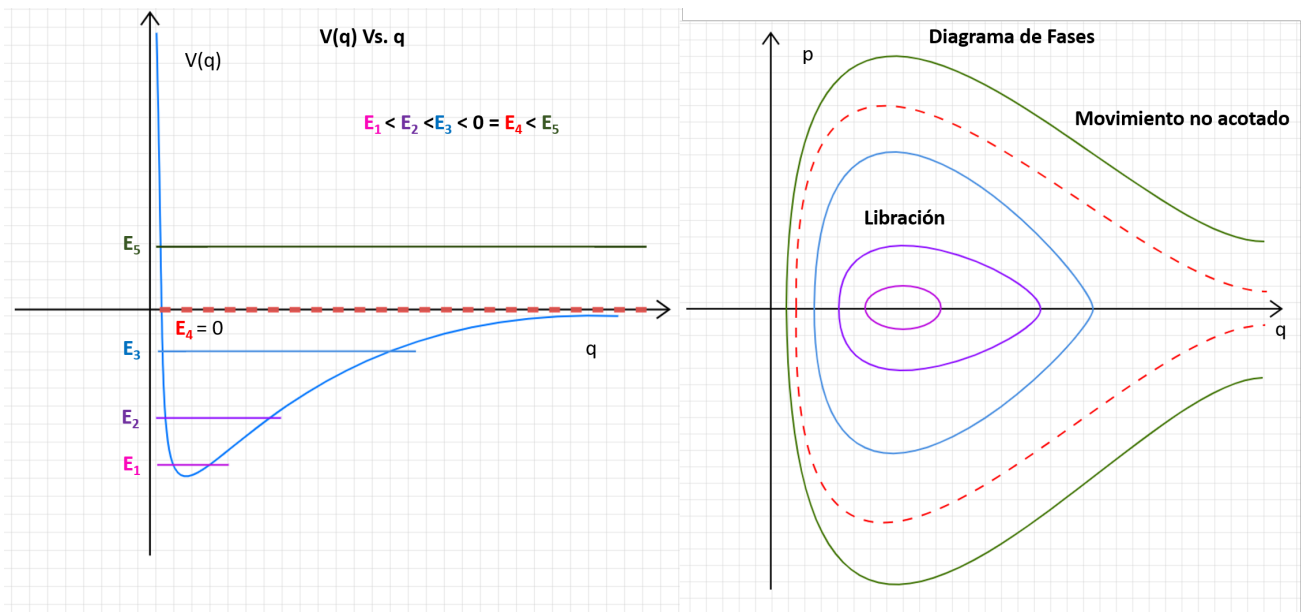 V(q) Vs. q
V(q)
E₁ < E₂ <E₃ < 0 = E₄ < E₅
E₅
E₄ = 0
E₃
q
E₂
E₁
Diagrama de Fases
p
Movimiento no acotado
Libración
q